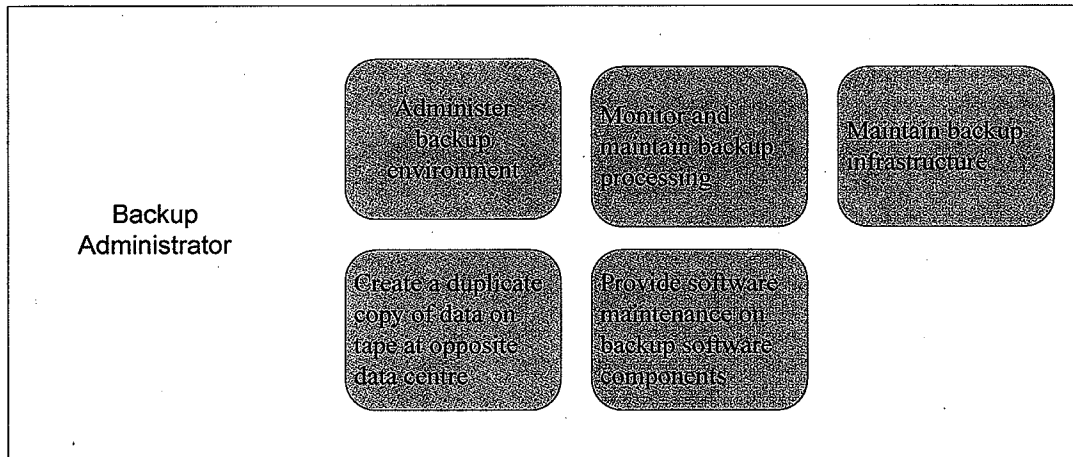 Backup
Administrator
Administer
backup
environment
Monitor and
maintain backup
processing
Maintain backup
infrastructure
Create a duplicate
copy of data on
tape at opposite
data centre
Provide software
maintenance on
backup software
components